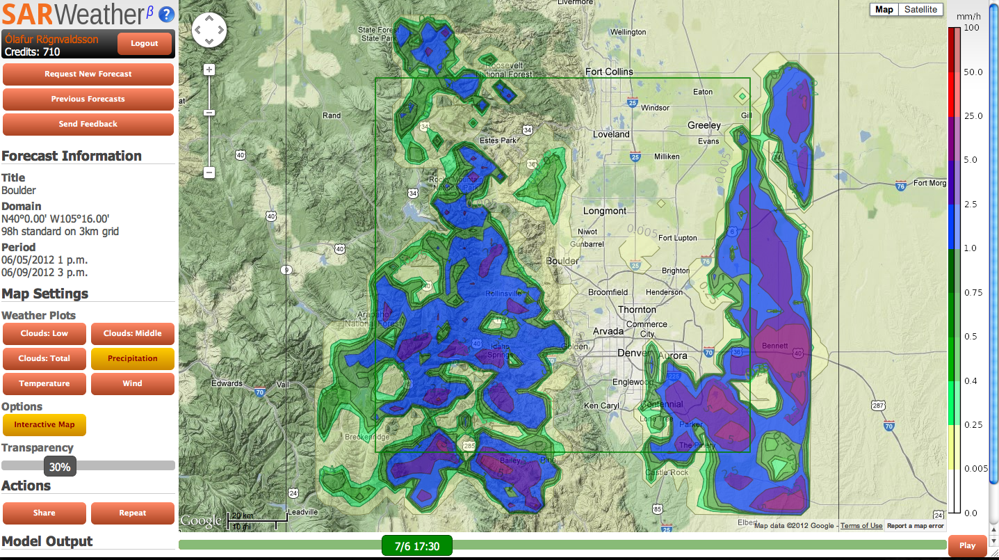 SARWeather β ?
Ólafur Rögnvaldsson
Credits: 710
Logout
Request New Forecast
Previous Forecasts
Send Feedback
Forecast Information
Title
Boulder
Domain
N40°0.00' W105°16.00'
98h standard on 3km grid
Period
06/05/2012 1 p.m.
06/09/2012 3 p.m.
Map Settings
Weather Plots
Clouds: Low
Clouds: Middle
Clouds: Total
Precipitation
Temperature
Wind
Options
Interactive Map
Transparency
30%
Actions
Share
Repeat
Model Output
Livermore
Map
Satellite
State Forest
State Park
Wellington
Roosevelt
National Forest
Fort Collins
Eaton
25
Windsor
Rand
Gill
34
34
Greeley
Loveland
Evans
Estes Park
40
25
Milliken
34
36
0.005
Rocky Mountain
National Park
76
Fort Morg
34
Longmont
40
Niwot
0.005
6
Gunbarrel
Fort Lupton
40
Boulder
25
76
9
Brighton
40
Rollinsville
Broomfield
Henderson
Thornton
Arapaho
National Forest
Commerce
City
Arvada
40
Idaho
Springs
Golden
Bennett
Denver
Aurora
70
36
40
225
Edwards
Vail
70
Englewood
Ken Caryl
Centennial
287
Lone Tree
Parker
70
Breckenridge
285
The Pinery
Bailey
Pine
2.5
Castle Rock
24
Leadville
85
24
25
Elbert
Google
20 km
10 mi
Map data ©2012 Google - Terms of Use
Report a map error
7/6 17:30
Play
mm/h
100
50.0
25.0
5.0
2.5
1.0
0.75
0.5
0.4
0.25
0.005
0.0